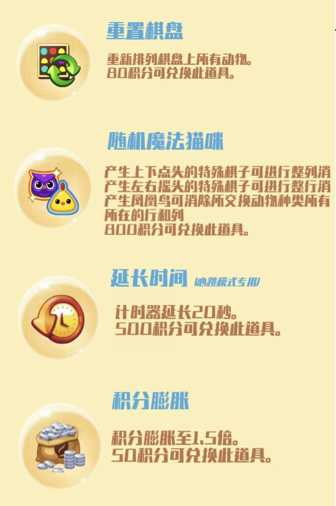 重置棋盘
重新排列棋盘上所有动物。
80积分可兑换此道具。
随机魔法猫咪
产生上下点头的特殊棋子可进行整列消
产生左右摇头的特殊棋子可进行整行消
产生凤凰鸟可消除所交换动物种类所有
所在的行和列
800积分可兑换此道具。
延长时间 (心跳模式专用)
计时器延长20秒。
500积分可兑换此道具。
积分膨胀
积分膨胀至1.5倍。
50积分可兑换此道具。